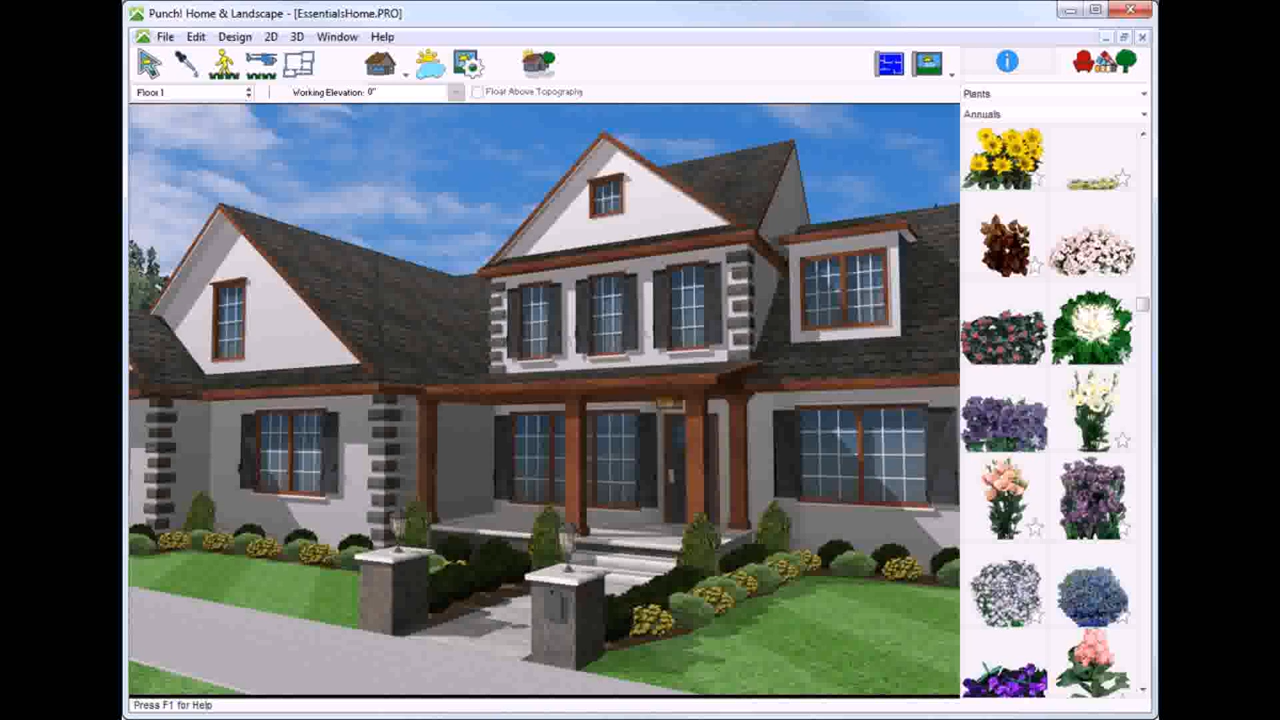 Punch! Home & Landscape - [EssentialsHome.PRO]
File Edit Design 2D 3D Window Help
Floor 1 Working Elevation: 0" Float Above Topography
Plants
Annuals
Press F1 for Help